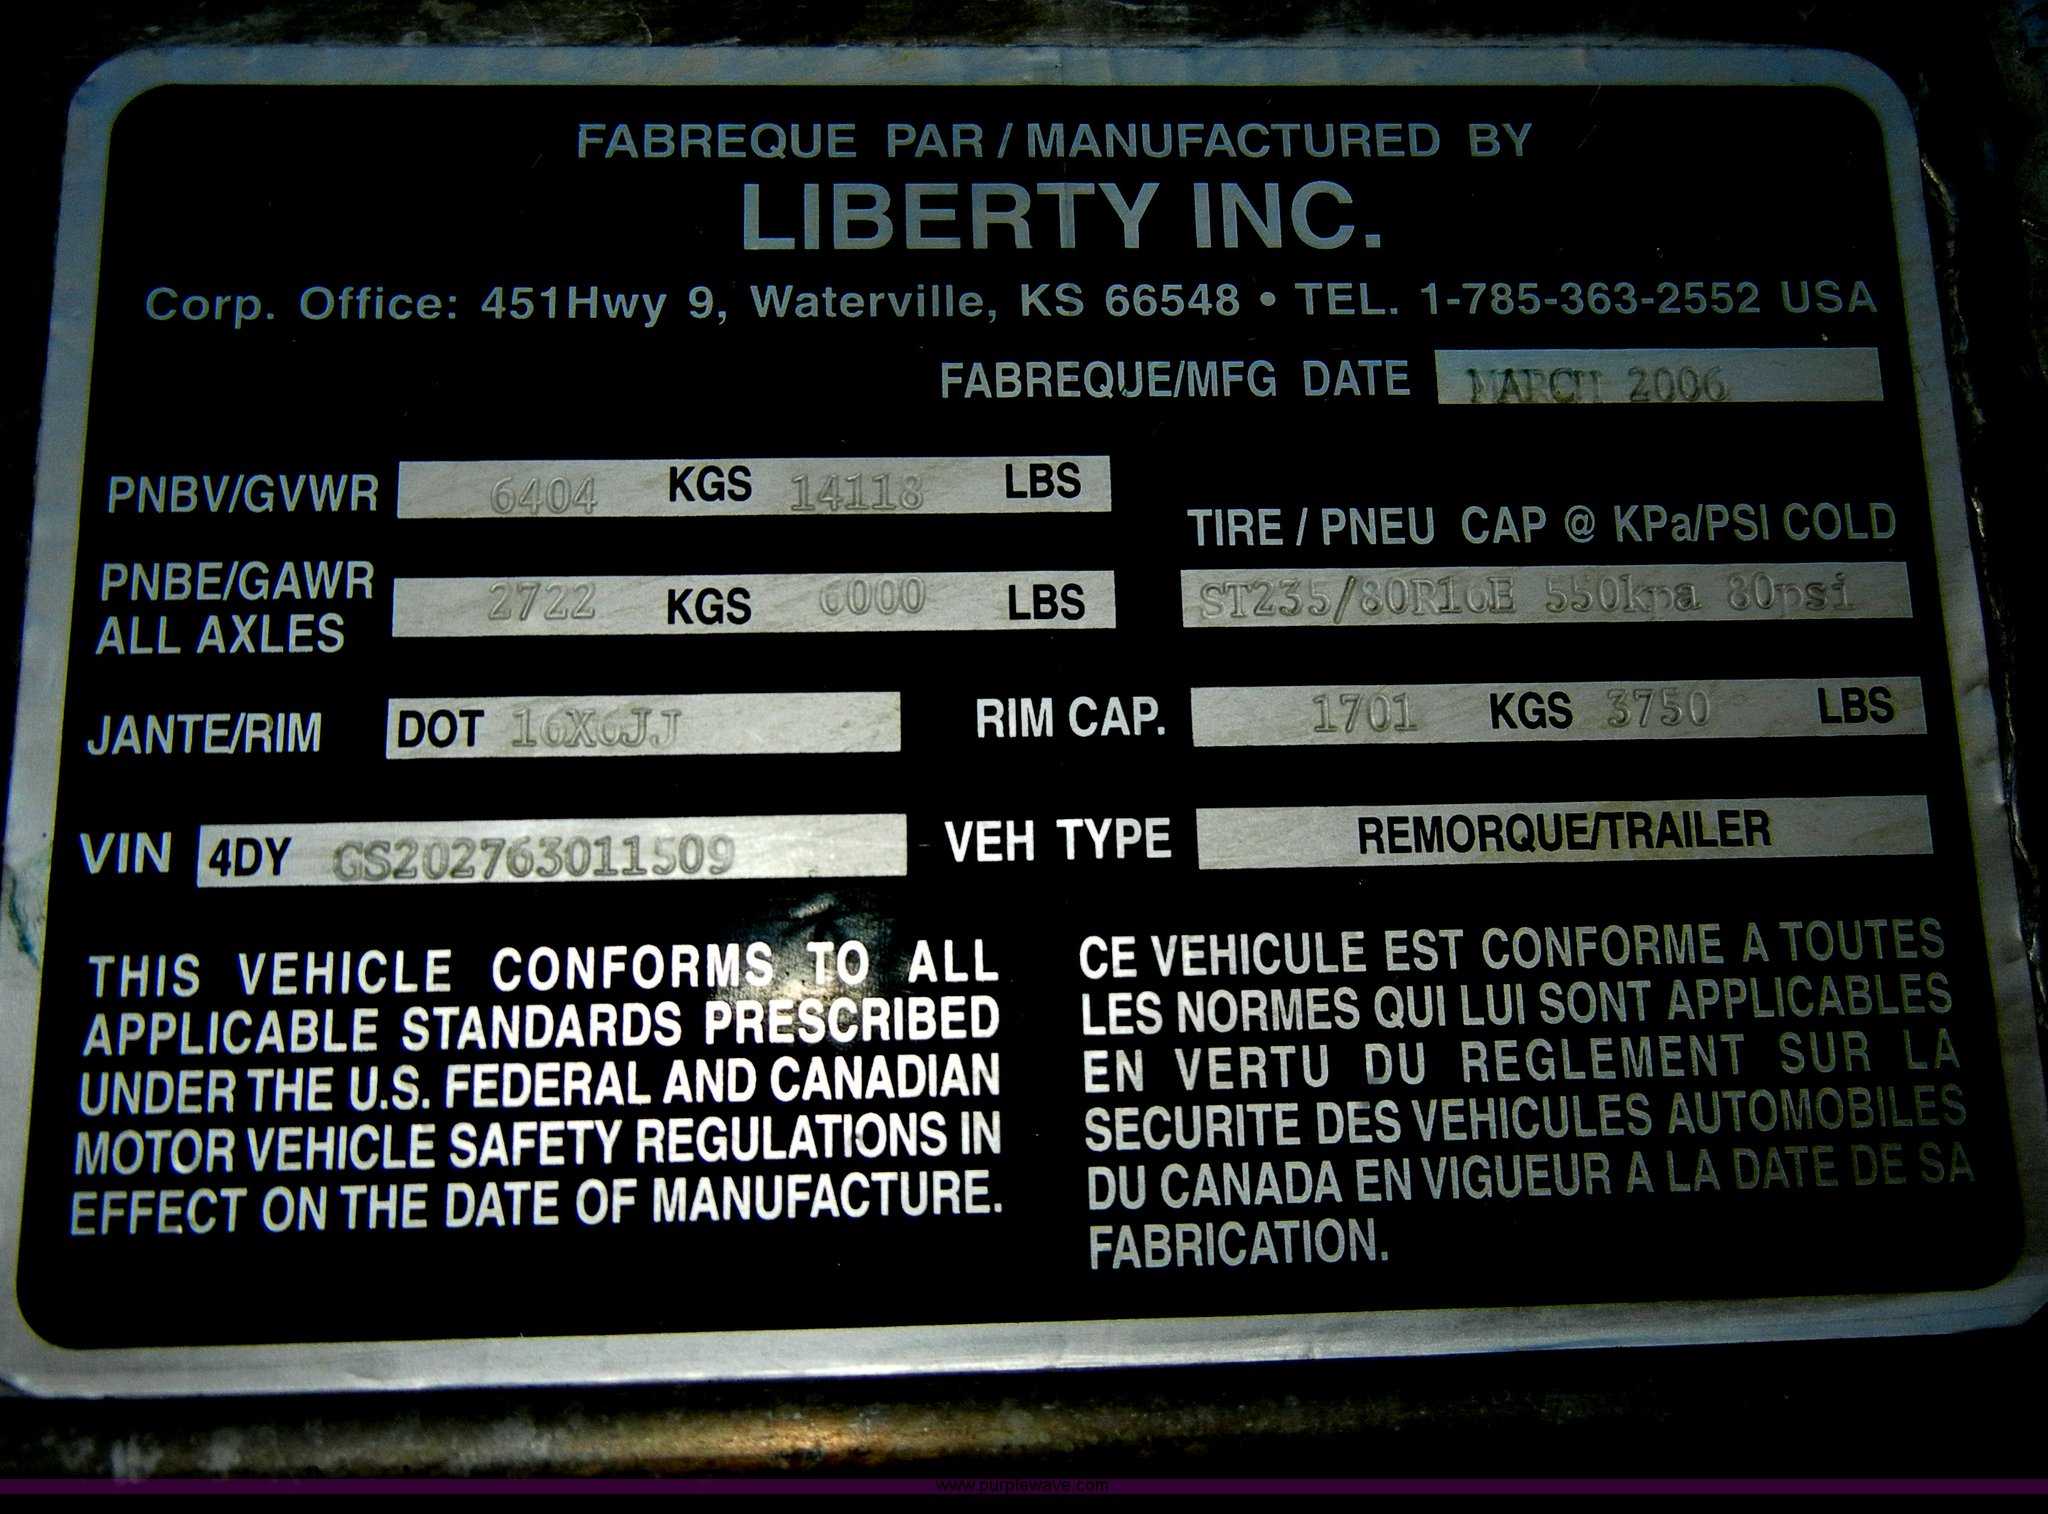 FABREQUE PAR / MANUFACTURED BY
LIBERTY INC.
Corp. Office: 451Hwy 9, Waterville, KS 66548 • TEL. 1-785-363-2552 USA
FABREQUE/MFG DATE MARCH 2006
PNBV/GVWR 6404 KGS 14118 LBS
TIRE / PNEU CAP @ KPa/PSI COLD
PNBE/GAWR
ALL AXLES 2722 KGS 6000 LBS
ST235/80R16E 550kpa 80psi
JANTE/RIM DOT 16X6JJ RIM CAP. 1701 KGS 3750 LBS
VIN 4DY GS202763011509 VEH TYPE REMORQUE/TRAILER
THIS VEHICLE CONFORMS TO ALL
APPLICABLE STANDARDS PRESCRIBED
UNDER THE U.S. FEDERAL AND CANADIAN
MOTOR VEHICLE SAFETY REGULATIONS IN
EFFECT ON THE DATE OF MANUFACTURE.
CE VEHICULE EST CONFORME A TOUTES
LES NORMES QUI LUI SONT APPLICABLES
EN VERTU DU REGLEMENT SUR LA
SECURITE DES VEHICULES AUTOMOBILES
DU CANADA EN VIGUEUR A LA DATE DE SA
FABRICATION.
www.purplewave.com